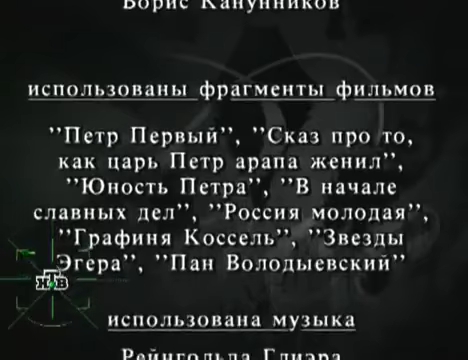 Борис Канунников
использованы фрагменты фильмов
"Петр Первый", "Сказ про то,
как царь Петр арапа женил",
"Юность Петра", "В начале
славных дел", "Россия молодая",
"Графиня Коссель", "Звезды
Эгера", "Пан Володыевский"
НТВ
использована музыка
Рейнгольда Глиэра